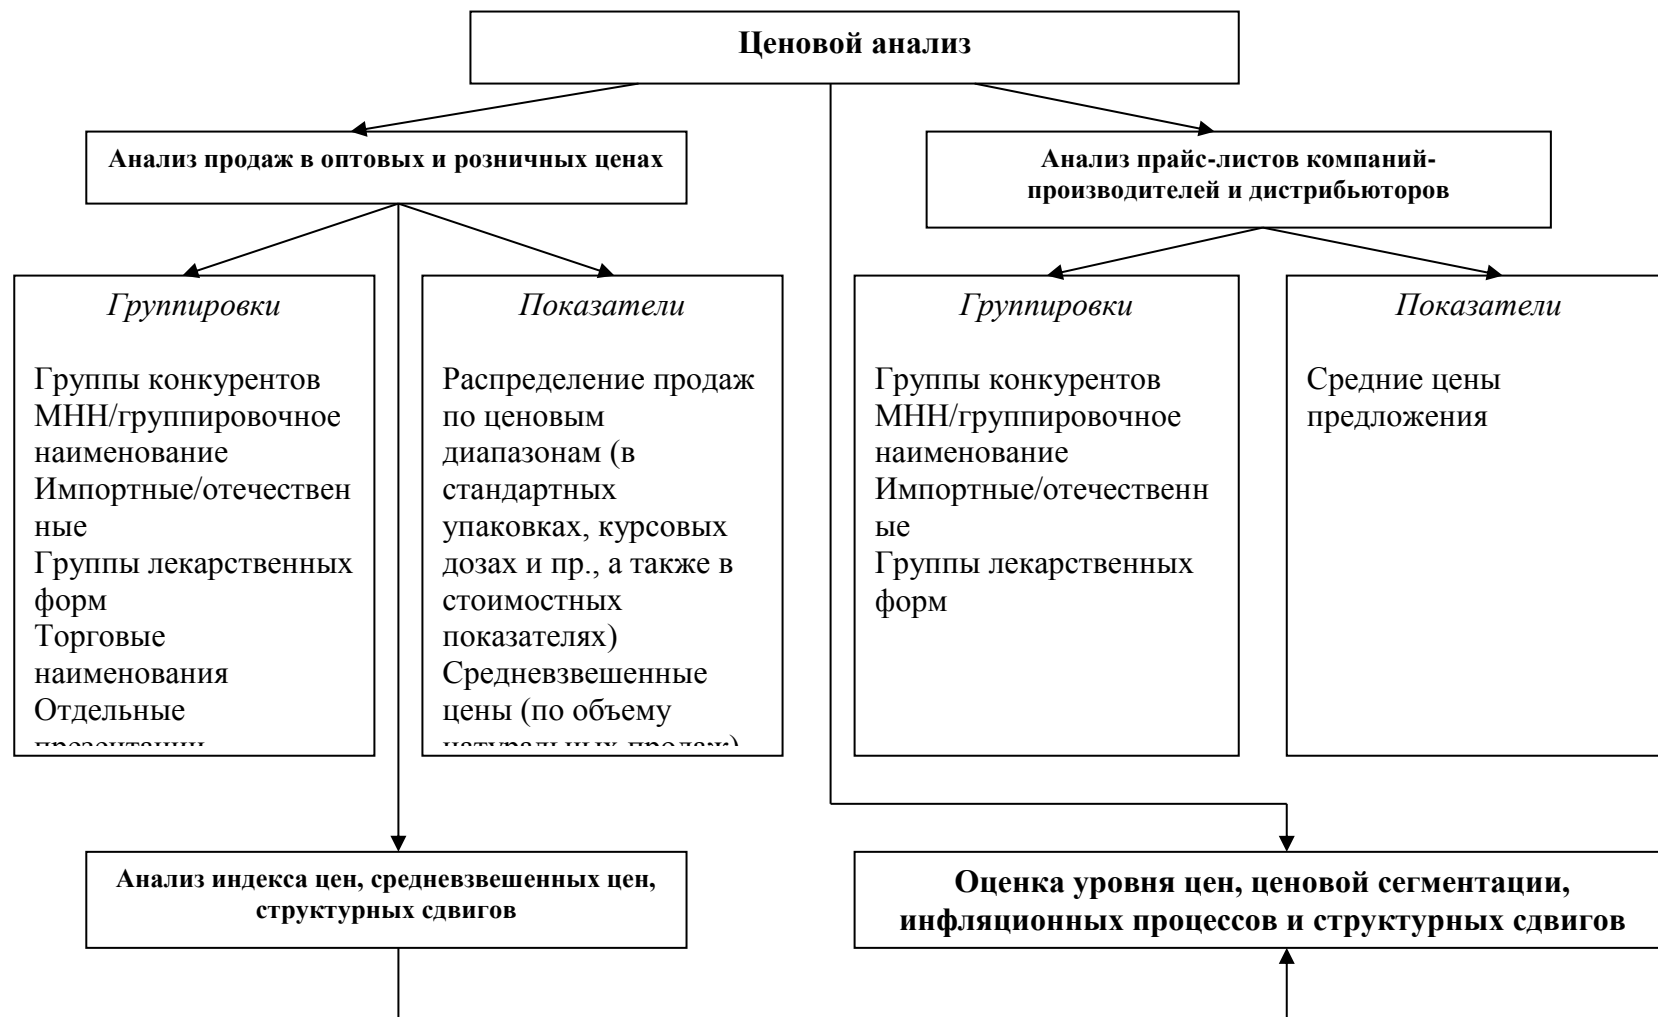 Ценовой анализ
Анализ продаж в оптовых и розничных ценах
Анализ прайс-листов компаний-
производителей и дистрибьюторов
Группировки
Группы конкурентов
МНН/группировочное
наименование
Импортные/отечествен
ные
Группы лекарственных
форм
Торговые
наименования
Отдельные
презентации
Показатели
Распределение продаж
по ценовым
диапазонам (в
стандартных
упаковках, курсовых
дозах и пр., а также в
стоимостных
показателях)
Средневзвешенные
цены (по объему
натуральных продаж)
Группировки
Группы конкурентов
МНН/группировочное
наименование
Импортные/отечественн
ые
Группы лекарственных
форм
Показатели
Средние цены
предложения
Анализ индекса цен, средневзвешенных цен,
структурных сдвигов
Оценка уровня цен, ценовой сегментации,
инфляционных процессов и структурных сдвигов